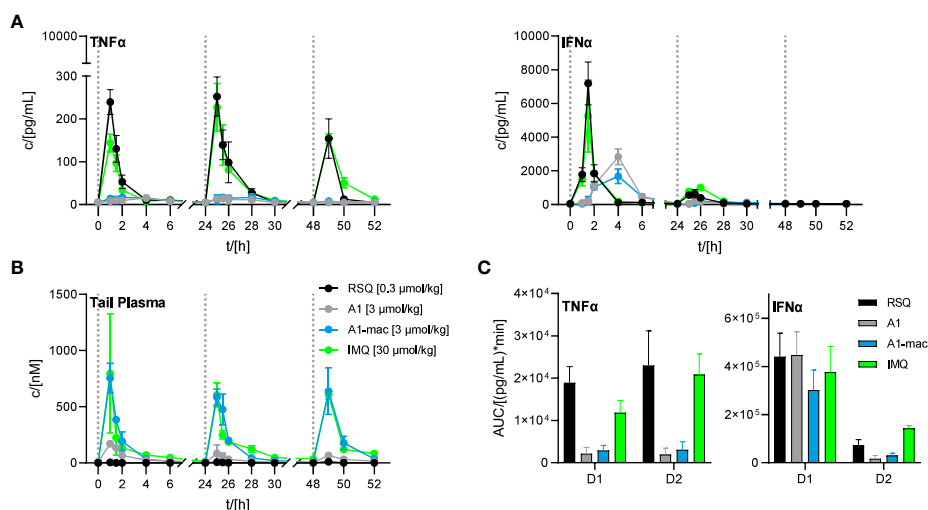 A
TNFα
10000
300
200
100
0
c/[pg/mL]
0 2 4 6 24 26 28 30 48 50 52
t/[h]
IFNα
10000
8000
6000
4000
2000
0
c/[pg/mL]
0 2 4 6 24 26 28 30 48 50 52
t/[h]
B
Tail Plasma
1500
1000
500
0
c/[nM]
0 2 4 6 24 26 28 30 48 50 52
t/[h]
RSQ [0.3 µmol/kg]
A1 [3 µmol/kg]
A1-mac [3 µmol/kg]
IMQ [30 µmol/kg]
C
TNFα
4×10⁴
3×10⁴
2×10⁴
1×10⁴
0
AUC/[(pg/mL)*min]
D1 D2
IFNα
6×10⁵
4×10⁵
2×10⁵
0
D1 D2
RSQ
A1
A1-mac
IMQ